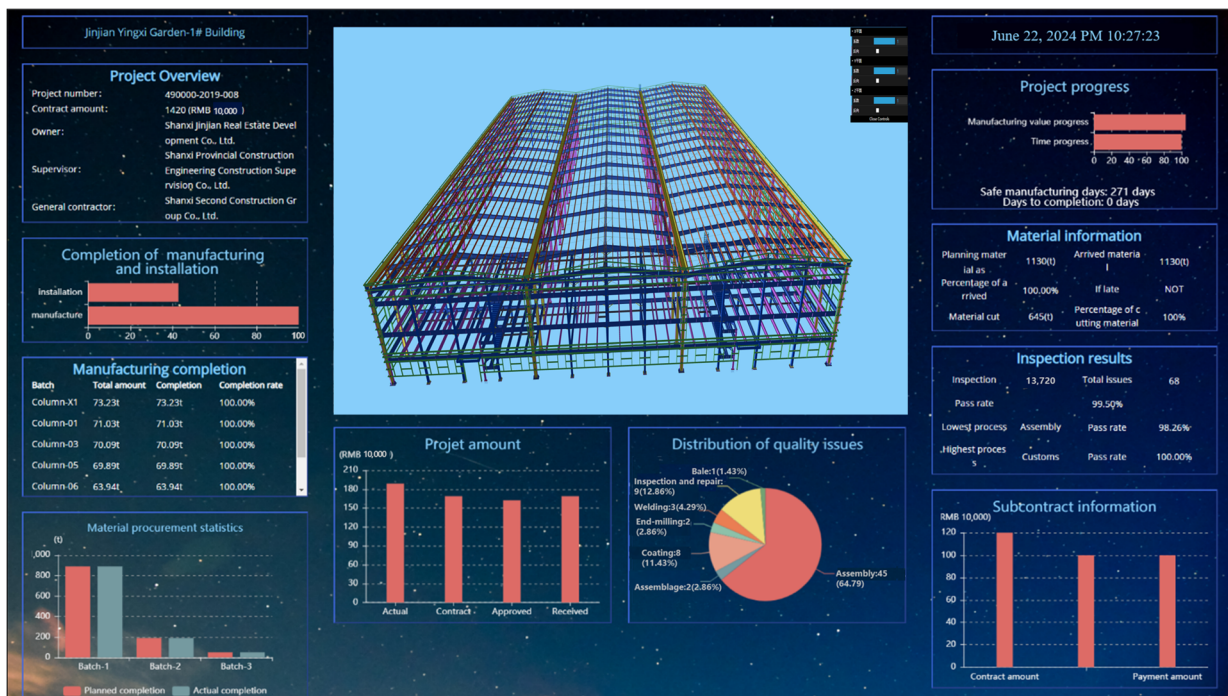 Jinjian Yingxi Garden-1# Building
Project Overview
Project number: 490000-2019-008
Contract amount: 1420 (RMB 10,000 )
Owner: Shanxi Jinjian Real Estate Devel
opment Co., Ltd.
Supervisor: Shanxi Provincial Construction
Engineering Construction Supe
rvision Co., Ltd.
General contractor: Shanxi Second Construction Gr
oup Co., Ltd.
Completion of manufacturing
and installation
installation
manufacture
0 20 40 60 80 100
Manufacturing completion
Batch Total amount Completion Completion rate
Column-X1 73.23t 73.23t 100.00%
Column-01 71.03t 71.03t 100.00%
Column-03 70.09t 70.09t 100.00%
Column-05 69.89t 69.89t 100.00%
Column-06 63.94t 63.94t 100.00%
Material procurement statistics
(t)
,000
800
600
400
200
0
Batch-1 Batch-2 Batch-3
Planned completion Actual completion
Close Controls
Projet amount
(RMB 10,000 )
210
180
150
120
90
60
30
0
Actual Contract Approved Received
Distribution of quality issues
Bale:1(1.43%)
Inspection and repair:
9(12.86%)
Welding:3(4.29%)
End-milling:2
(2.86%)
Coating:8
(11.43%)
Assemblage:2(2.86%)
Assembly:45
(64.79)
June 22, 2024 PM 10:27:23
Project progress
Manufacturing value progress
Time progress
0 20 40 60 80 100
Safe manufacturing days: 271 days
Days to completion: 0 days
Material information
Planning mater
ial as 1130(t) Arrived materia
l 1130(t)
Percentage of a
rrived 100.00% If late NOT
Material cut 645(t) Percentage of c
utting material 100%
Inspection results
Inspection 13,720 Total issues 68
Pass rate 99.50%
Lowest process Assembly Pass rate 98.26%
Highest proces
s Customs Pass rate 100.00%
Subcontract information
RMB 10,000)
120
100
80
60
40
20
0
Contract amount Payment amount